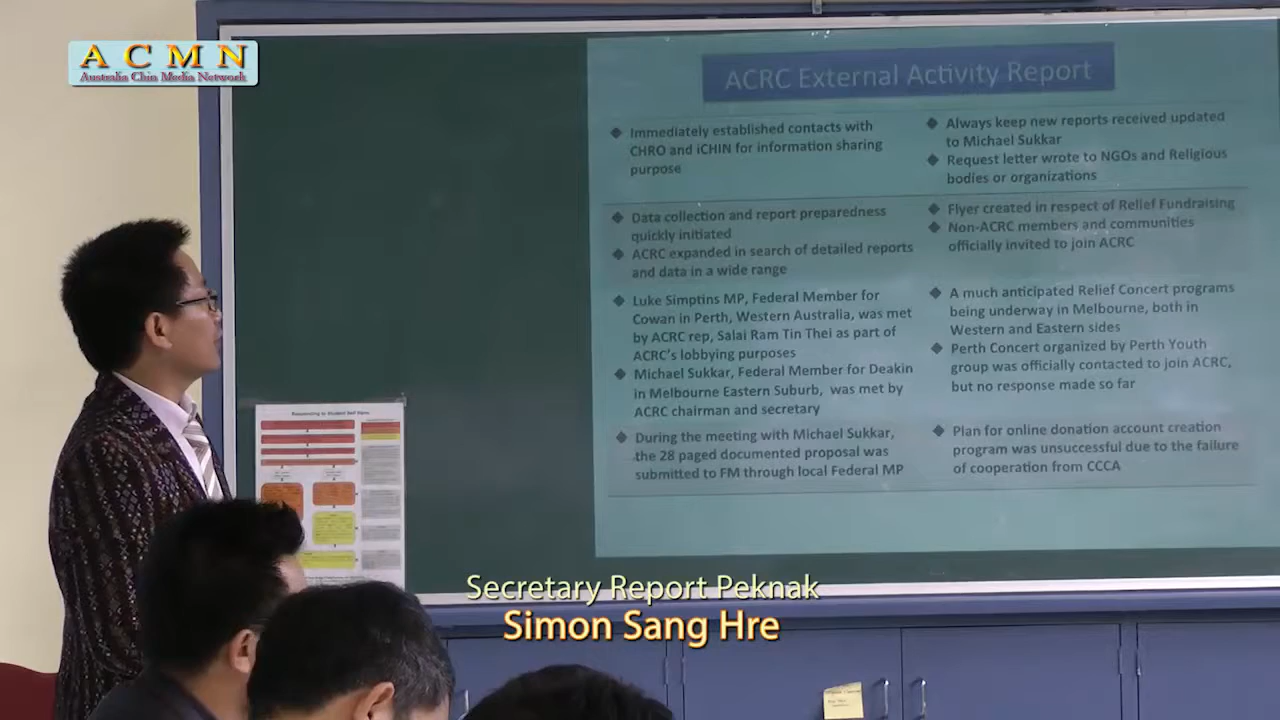 A C M N
Australia Chin Media Network
ACRC External Activity Report
Immediately established contacts with
CHRO and iCHIN for information sharing
purpose
Always keep new reports received updated
to Michael Sukkar
Request letter wrote to NGOs and Religious
bodies or organizations
Data collection and report preparedness
quickly initiated
ACRC expanded in search of detailed reports
and data in a wide range
Flyer created in respect of Relief Fundraising
Non-ACRC members and communities
officially invited to join ACRC
Luke Simptins MP, Federal Member for
Cowan in Perth, Western Australia, was met
by ACRC rep, Salai Ram Tin Thei as part of
ACRC's lobbying purposes
Michael Sukkar, Federal Member for Deakin
in Melbourne Eastern Suburb, was met by
ACRC chairman and secretary
A much anticipated Relief Concert programs
being underway in Melbourne, both in
Western and Eastern sides
Perth Concert organized by Perth Youth
group was officially contacted to join ACRC,
but no response made so far
During the meeting with Michael Sukkar,
the 28 paged documented proposal was
submitted to FM through local Federal MP
Plan for online donation account creation
program was unsuccessful due to the failure
of cooperation from CCCA
Responding to Student
Secretary Report Peknak
Simon Sang Hre